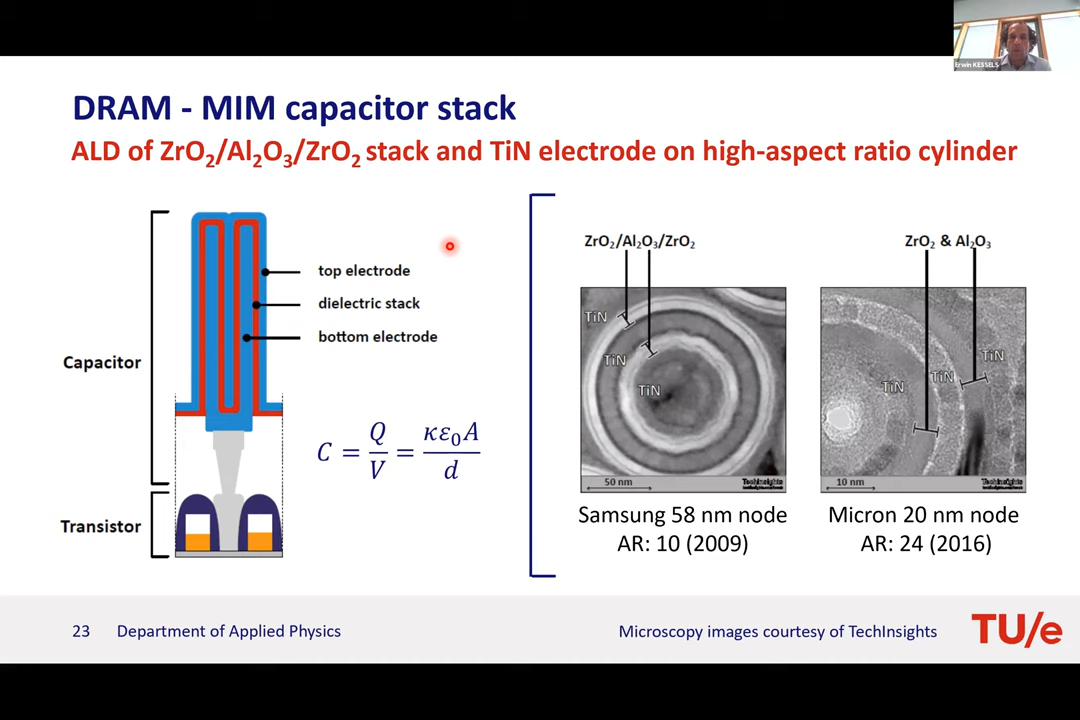 Erwin KESSELS
DRAM - MIM capacitor stack
ALD of ZrO₂/Al₂O₃/ZrO₂ stack and TiN electrode on high-aspect ratio cylinder
Capacitor
Transistor
top electrode
dielectric stack
bottom electrode
C = Q/V = κε₀A/d
ZrO₂/Al₂O₃/ZrO₂
TiN
TiN
TiN
50 nm
TechInsights
Samsung 58 nm node
AR: 10 (2009)
ZrO₂ & Al₂O₃
TiN
TiN
TiN
10 nm
TechInsights
Micron 20 nm node
AR: 24 (2016)
23 Department of Applied Physics
Microscopy images courtesy of TechInsights
TU/e